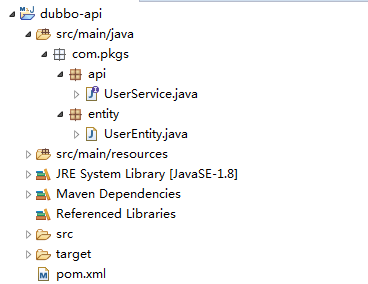 dubbo-api
src/main/java
com.pkgs
api
UserService.java
entity
UserEntity.java
src/main/resources
JRE System Library [JavaSE-1.8]
Maven Dependencies
Referenced Libraries
src
target
pom.xml